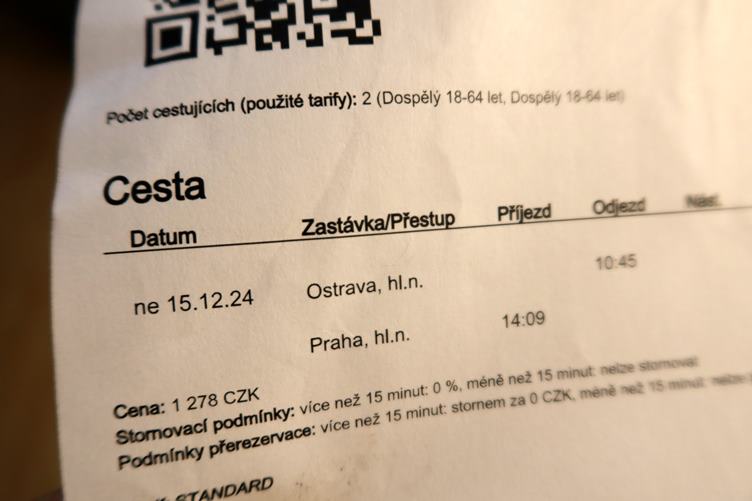 Počet cestujících (použité tarify): 2 (Dospělý 18-64 let, Dospělý 18-64 let)
Cesta
Datum Zastávka/Přestup Příjezd Odjezd Nást.
ne 15.12.24 Ostrava, hl.n. 10:45
Praha, hl.n. 14:09
Cena: 1 278 CZK
Stornovací podmínky: více než 15 minut: 0 %, méně než 15 minut: nelze stornovat
Podmínky přerezervace: více než 15 minut: stornem za 0 CZK, méně než 15 minut: nelze
STANDARD